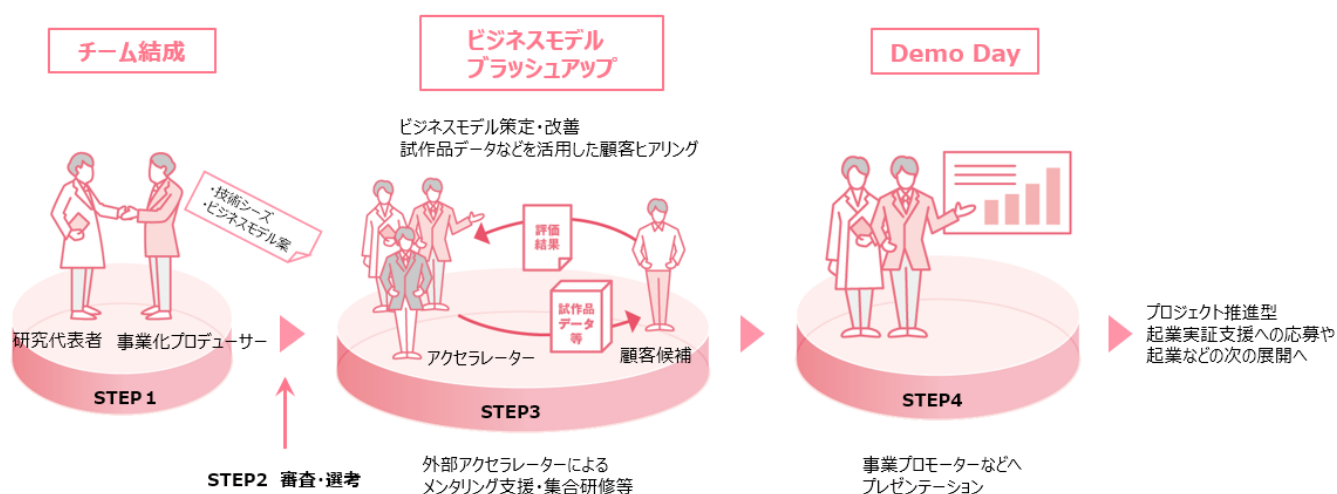 チーム結成
・技術シーズ
・ビジネスモデル案
研究代表者
事業化プロデューサー
STEP 1
STEP2 審査・選考
ビジネスモデル
ブラッシュアップ
ビジネスモデル策定・改善
試作品データなどを活用した顧客ヒアリング
評価
結果
試作品
データ
等
アクセラレーター
顧客候補
STEP3
外部アクセラレーターによる
メンタリング支援・集合研修等
Demo Day
STEP4
事業プロモーターなどへ
プレゼンテーション
プロジェクト推進型
起業実証支援への応募や
起業などの次の展開へ